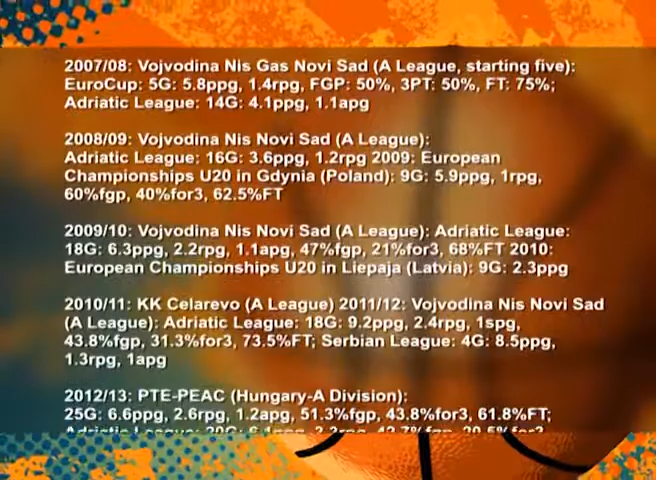 2007/08: Vojvodina Nis Gas Novi Sad (A League, starting five):
EuroCup: 5G: 5.8ppg, 1.4rpg, FGP: 50%, 3PT: 50%, FT: 75%;
Adriatic League: 14G: 4.1ppg, 1.1apg
2008/09: Vojvodina Nis Novi Sad (A League):
Adriatic League: 16G: 3.6ppg, 1.2rpg 2009: European
Championships U20 in Gdynia (Poland): 9G: 5.9ppg, 1rpg,
60%fgp, 40%for3, 62.5%FT
2009/10: Vojvodina Nis Novi Sad (A League): Adriatic League:
18G: 6.3ppg, 2.2rpg, 1.1apg, 47%fgp, 21%for3, 68%FT 2010:
European Championships U20 in Liepaja (Latvia): 9G: 2.3ppg
2010/11: KK Celarevo (A League) 2011/12: Vojvodina Nis Novi Sad
(A League): Adriatic League: 18G: 9.2ppg, 2.4rpg, 1spg,
43.8%fgp, 31.3%for3, 73.5%FT; Serbian League: 4G: 8.5ppg,
1.3rpg, 1apg
2012/13: PTE-PEAC (Hungary-A Division):
25G: 6.6ppg, 2.6rpg, 1.2apg, 51.3%fgp, 43.8%for3, 61.8%FT;
Adriatic League: